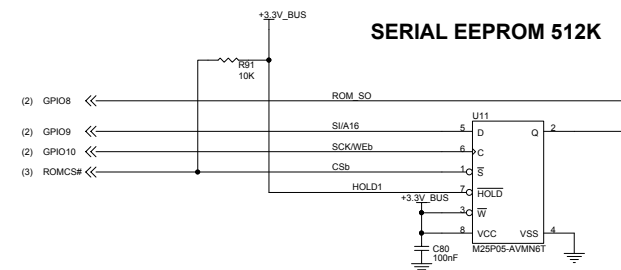 +3.3V_BUS
SERIAL EEPROM 512K
R91
10K
(2) GPIO8 ROM_SO
U11
(2) GPIO9 SI/A16 5 D Q 2
(2) GPIO10 SCK/WEb 6 C
(3) ROMCS# CSb 1 S
HOLD1 7 HOLD
+3.3V_BUS
3 W
8 VCC VSS 4
C80
100nF
M25P05-AVMN6T